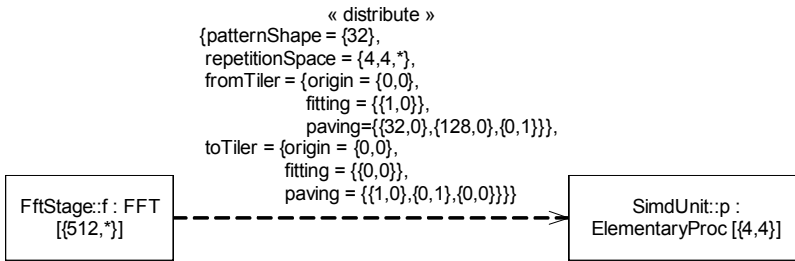 « distribute »
{patternShape = {32},
repetitionSpace = {4,4,*},
fromTiler = {origin = {0,0},
fitting = {{1,0}},
paving={{32,0},{128,0},{0,1}}},
toTiler = {origin = {0,0},
fitting = {{0,0}},
paving = {{1,0},{0,1},{0,0}}}}
FftStage::f : FFT
[{512,*}]
SimdUnit::p :
ElementaryProc [{4,4}]